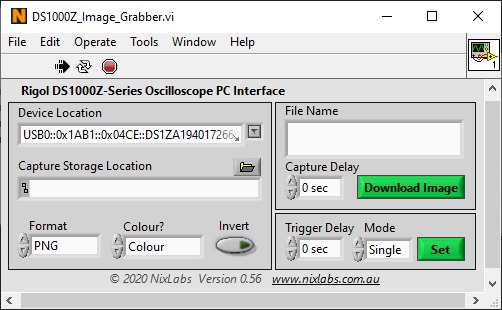 DS1000Z_Image_Grabber.vi
File Edit Operate Tools Window Help
1
Rigol DS1000Z-Series Oscilloscope PC Interface
Device Location
USB0::0x1AB1::0x04CE::DS1ZA194017266
Capture Storage Location
Format Colour? Invert
PNG Colour
File Name
Capture Delay
0 sec Download Image
Trigger Delay Mode
0 sec Single Set
© 2020 NixLabs Version 0.56 www.nixlabs.com.au